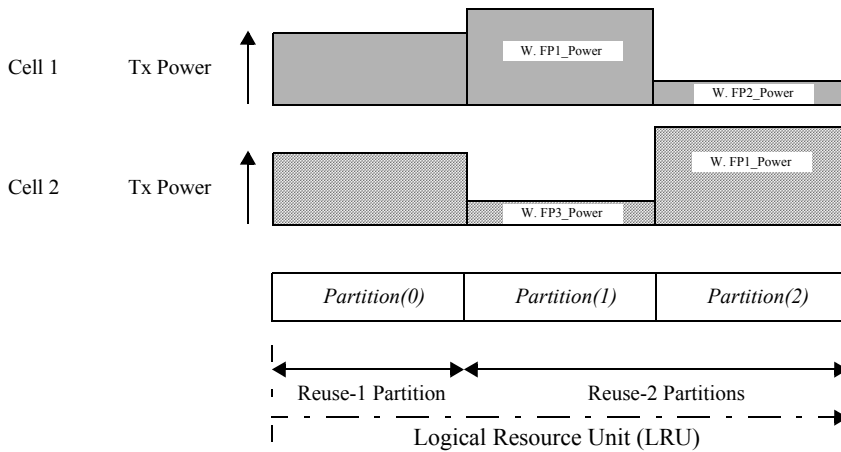 W. FP1_Power
Cell 1 Tx Power
W. FP2_Power
W. FP1_Power
Cell 2 Tx Power
W. FP3_Power
Partition(0) Partition(1) Partition(2)
Reuse-1 Partition Reuse-2 Partitions
Logical Resource Unit (LRU)